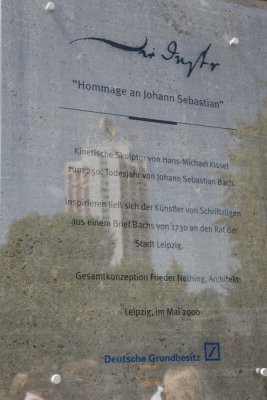 "Hommage an Johann Sebastian"
Kinetische Skulptur von Hans-Michael Kissel
zum 250. Todesjahr von Johann Sebastian Bach.
Inspirieren ließ sich der Künstler von Schriftzügen
aus einem Brief Bachs von 1730 an den Rat der
Stadt Leipzig.
Gesamtkonzeption Frieder Nething, Architekt
Leipzig, im Mai 2000
Deutsche Grundbesitz